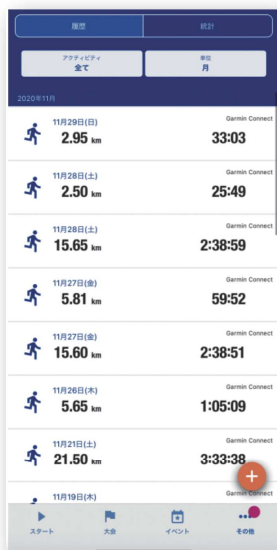 履歴
統計
アクティビティ
全て
単位
月
2020年11月
11月29日(日)
Garmin Connect
2.95 km
33:03
11月28日(土)
Garmin Connect
2.50 km
25:49
11月28日(土)
Garmin Connect
15.65 km
2:38:59
11月27日(金)
Garmin Connect
5.81 km
59:52
11月27日(金)
Garmin Connect
15.60 km
2:38:51
11月26日(木)
Garmin Connect
5.65 km
1:05:09
11月21日(土)
Garmin Connect
21.50 km
3:33:38
11月19日(木)
Garmin Connect
スタート
大会
イベント
その他